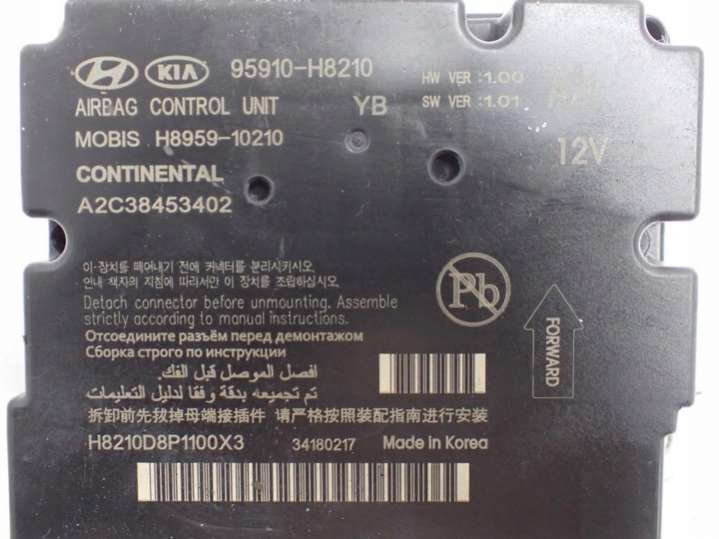 KIA 95910-H8210 HW VER :1.00
AIRBAG CONTROL UNIT YB SW VER :1.01
MOBIS H8959-10210 12V
CONTINENTAL
A2C38453402
이 장치를 떼어내기 전에 커넥터를 분리시키시오.
안내 책자의 지침에 따라서만 이 장치를 조립하십시오.
Detach connector before unmounting. Assemble
strictly according to manual instructions.
Pb
FORWARD
Отсоедините разъём перед демонтажом
Сборка строго по инструкции
افصل الموصل قبل الفك.
تم تجميعه بدقة وفقا لدليل التعليمات
拆卸前先拔掉母端接插件 请严格按照装配指南进行安装
H8210D8P1100X3 34180217 Made in Korea